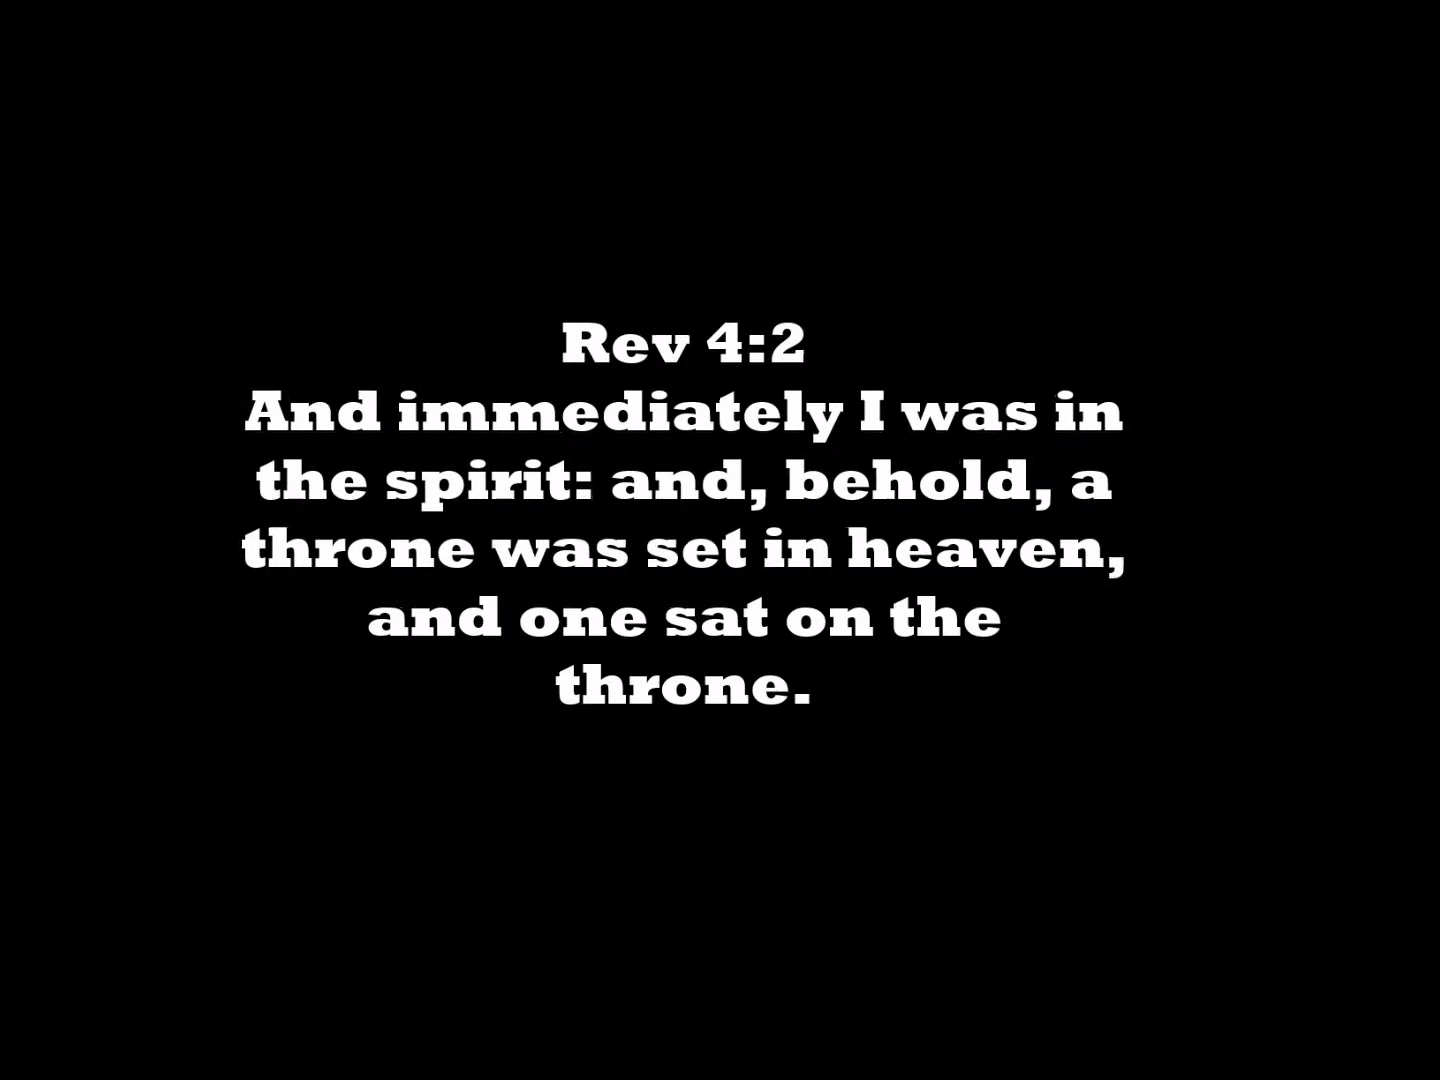 Rev 4:2
And immediately I was in
the spirit: and, behold, a
throne was set in heaven,
and one sat on the
throne.